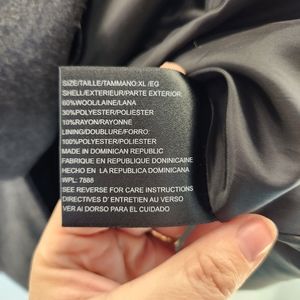 SIZE/TAILLE/TAMMANO:XL /EG
SHELL/EXTERIEUR/PARTE EXTERIOR:
60%WOOL/LAINE/LANA
30%POLYESTER/POLIESTER
10%RAYON/RAYONNE
LINING/DOUBLURE/FORRO:
100%POLYESTER/POLIESTER
MADE IN DOMINICAN REPUBLIC
FABRIQUE EN REPUBLIQUE DOMINICAINE
HECHO EN LA REPUBLICA DOMINICANA
WPL: 7888
SEE REVERSE FOR CARE INSTRUCTIONS
DIRECTIVES D' ENTRETIEN AU VERSO
VER AL DORSO PARA EL CUIDADO